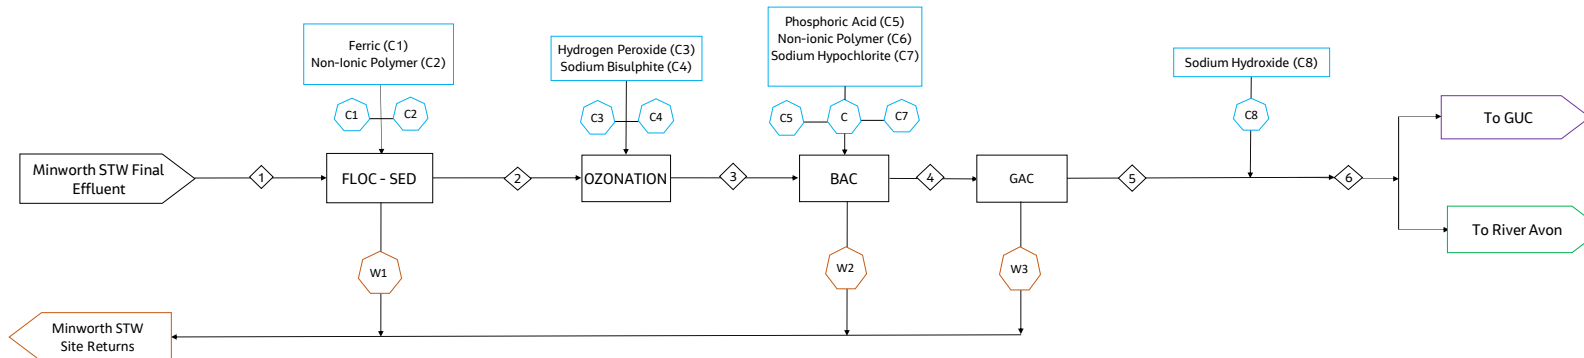 Ferric (C1)
Non-Ionic Polymer (C2)
Hydrogen Peroxide (C3)
Sodium Bisulphite (C4)
Phosphoric Acid (C5)
Non-ionic Polymer (C6)
Sodium Hypochlorite (C7)
Sodium Hydroxide (C8)
C1
C2
C3
C4
C5
C
C7
C8
To GUC
Minworth STW Final
Effluent
1
FLOC - SED
2
OZONATION
3
BAC
4
GAC
5
6
To River Avon
W1
W2
W3
Minworth STW
Site Returns